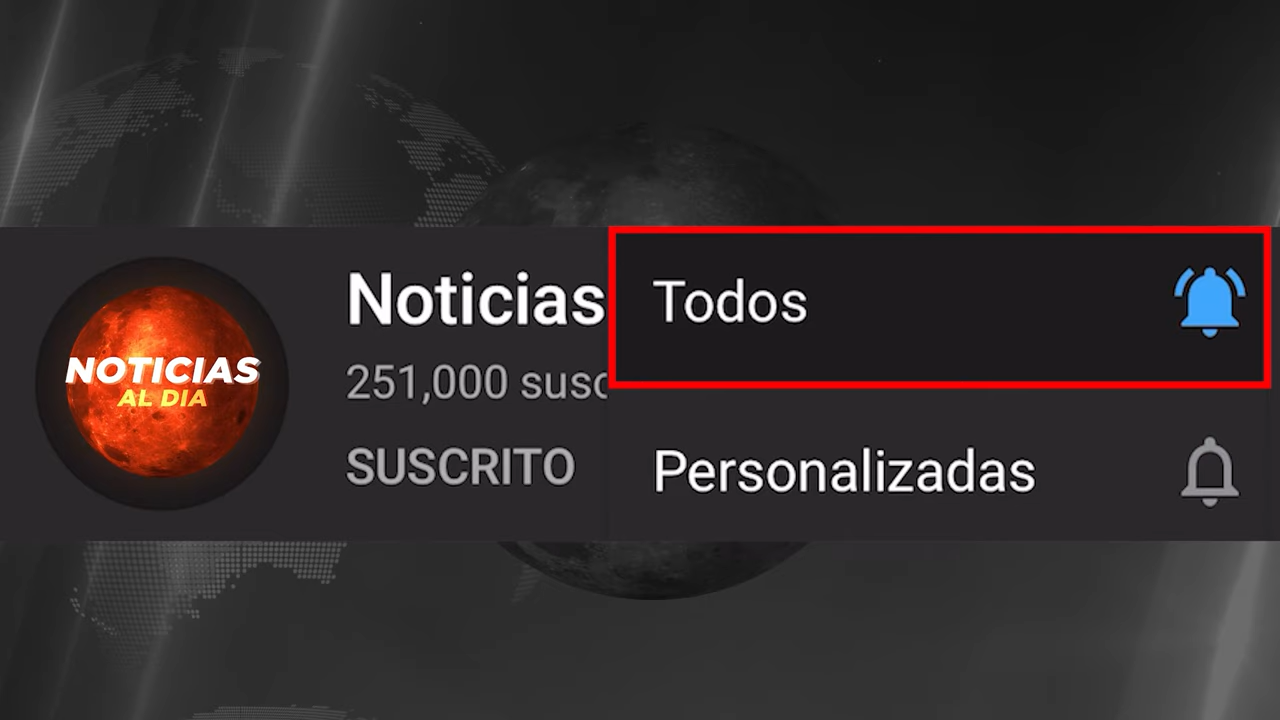 NOTICIAS
AL DIA
Noticias
251,000 susc
SUSCRITO
Todos
Personalizadas